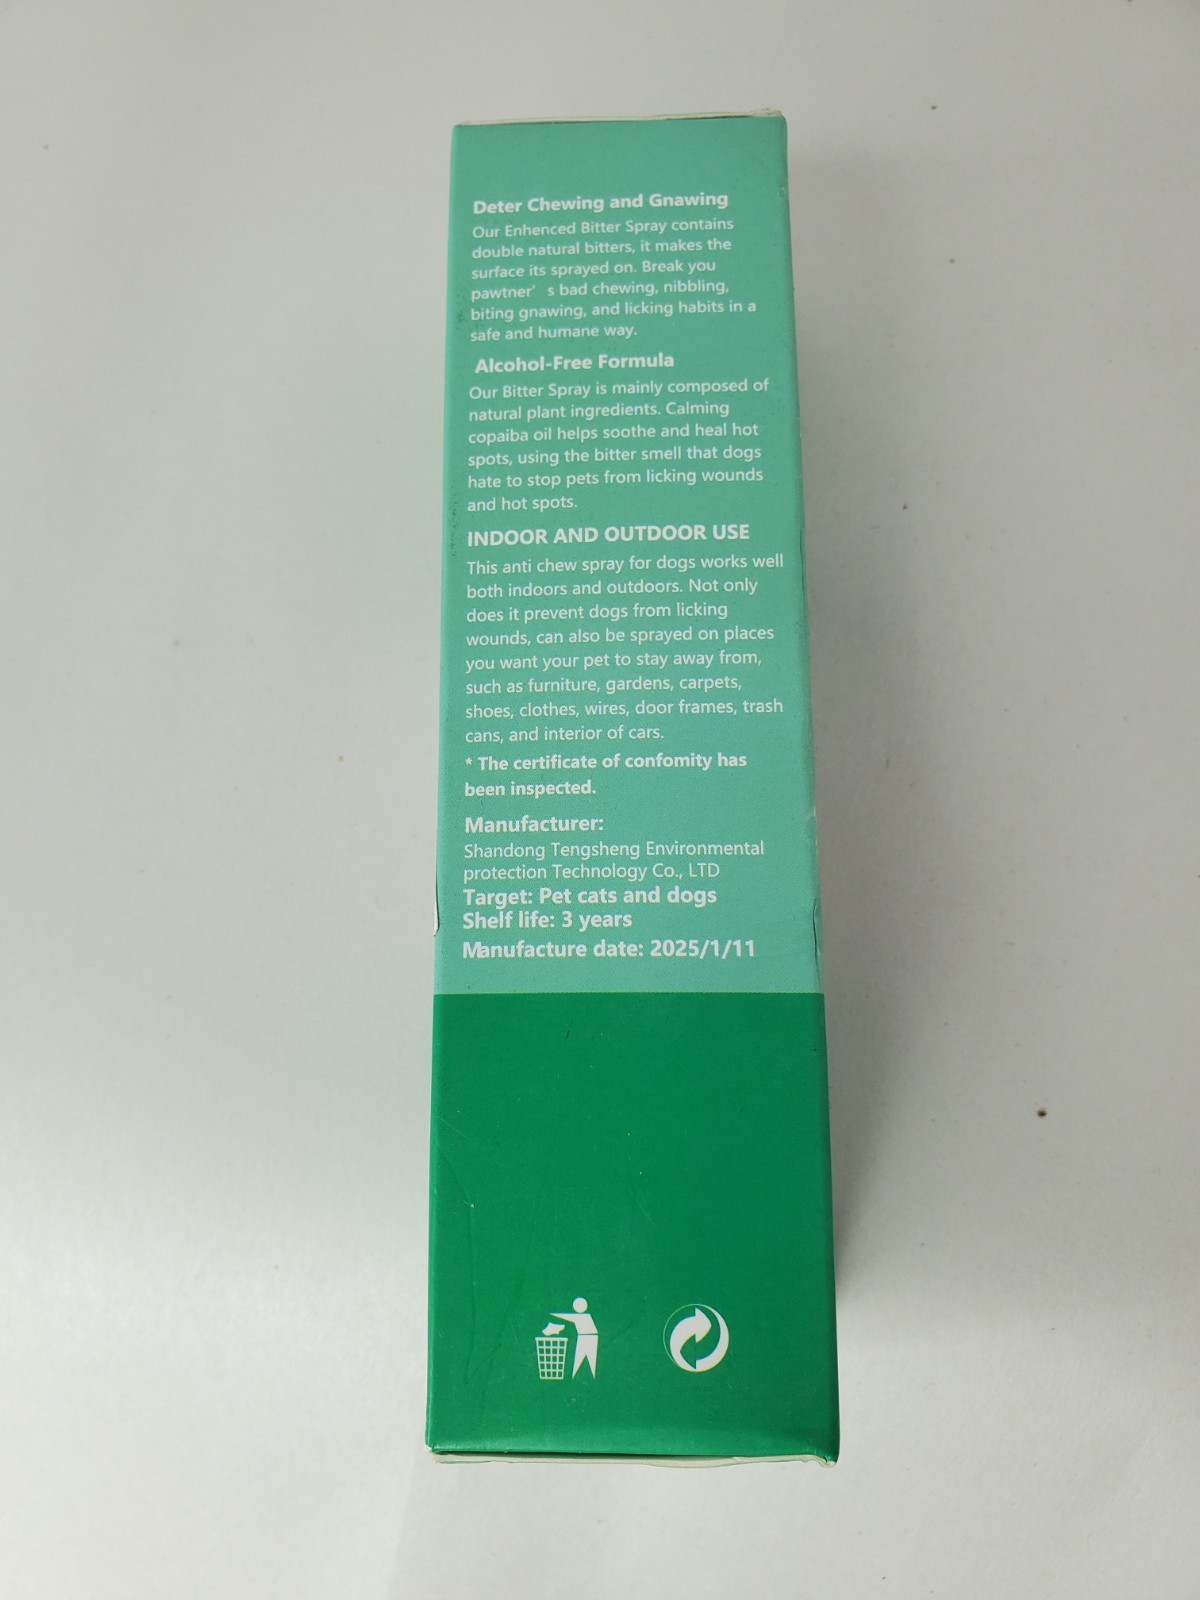 Deter Chewing and Gnawing
Our Enhenced Bitter Spray contains
double natural bitters, it makes the
surface its sprayed on. Break you
pawtner' s bad chewing, nibbling,
biting gnawing, and licking habits in a
safe and humane way.
Alcohol-Free Formula
Our Bitter Spray is mainly composed of
natural plant ingredients. Calming
copaiba oil helps soothe and heal hot
spots, using the bitter smell that dogs
hate to stop pets from licking wounds
and hot spots.
INDOOR AND OUTDOOR USE
This anti chew spray for dogs works well
both indoors and outdoors. Not only
does it prevent dogs from licking
wounds, can also be sprayed on places
you want your pet to stay away from,
such as furniture, gardens, carpets,
shoes, clothes, wires, door frames, trash
cans, and interior of cars.
* The certificate of confomity has
been inspected.
Manufacturer:
Shandong Tengsheng Environmental
protection Technology Co., LTD
Target: Pet cats and dogs
Shelf life: 3 years
Manufacture date: 2025/1/11